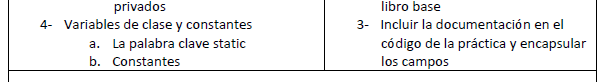 privados
4- Variables de clase y constantes
a. La palabra clave static
b. Constantes
libro base
3- Incluir la documentación en el
código de la práctica y encapsular
los campos